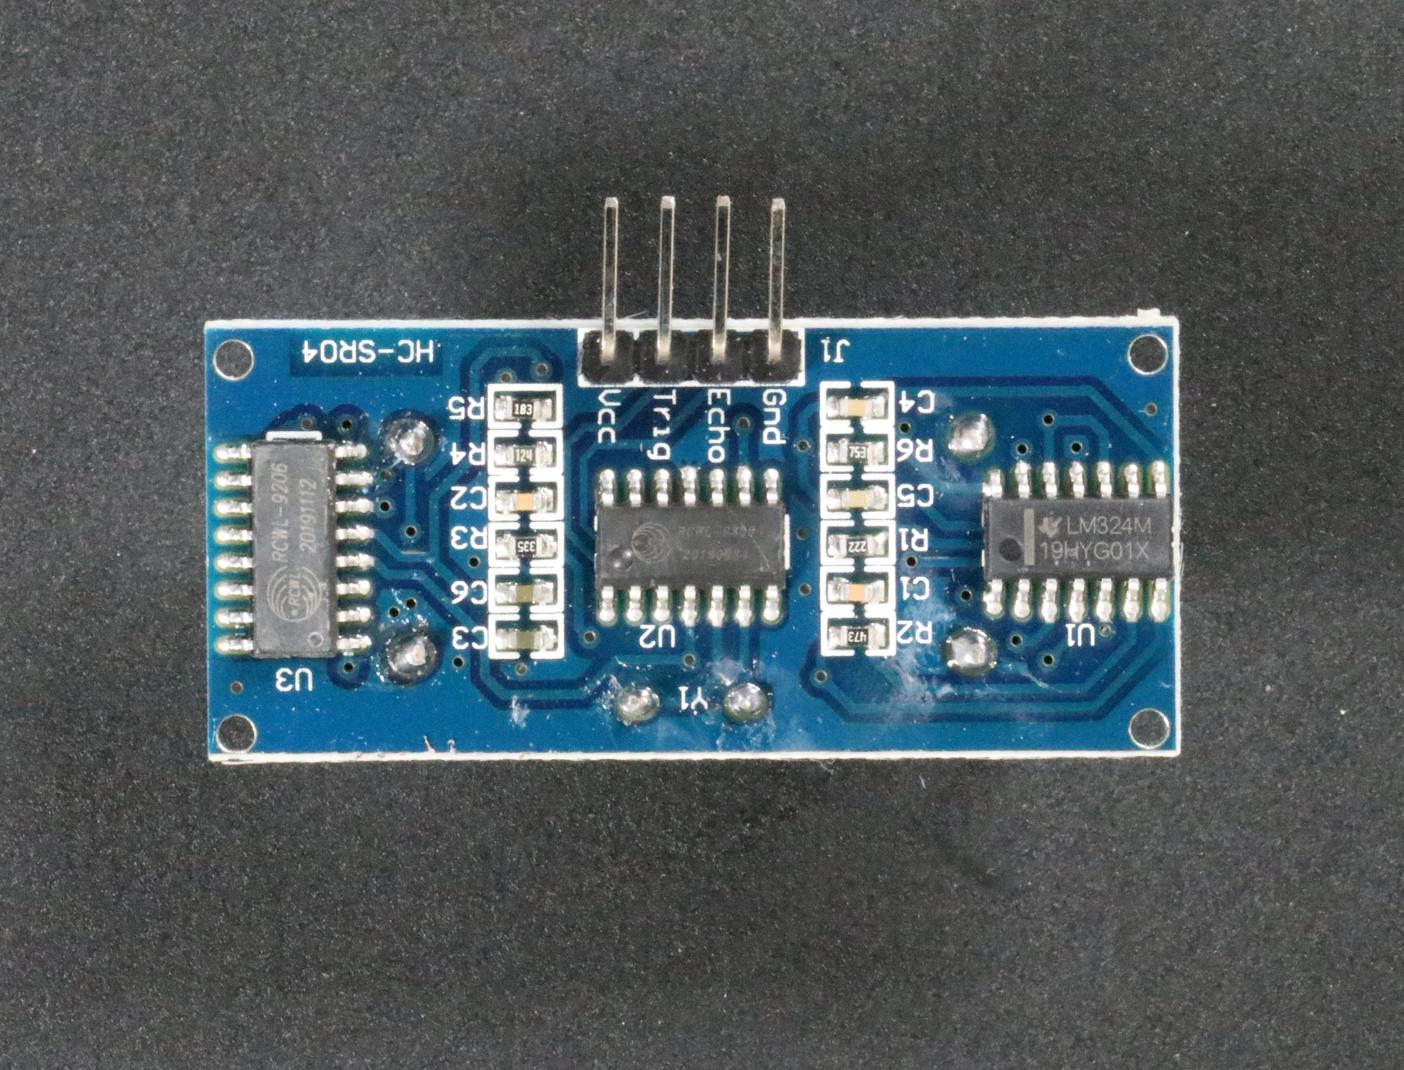 HC-SR04
J1
Vcc
Trig
Echo
Gnd
R5
183
R4
124
C2
R3
335
C6
C3
C4
R6
753
C5
R1
222
C1
R2
473
RCWL-9206
20191112
RCWL
U3
U2
Y1
LM324M
19HYG01X
U1